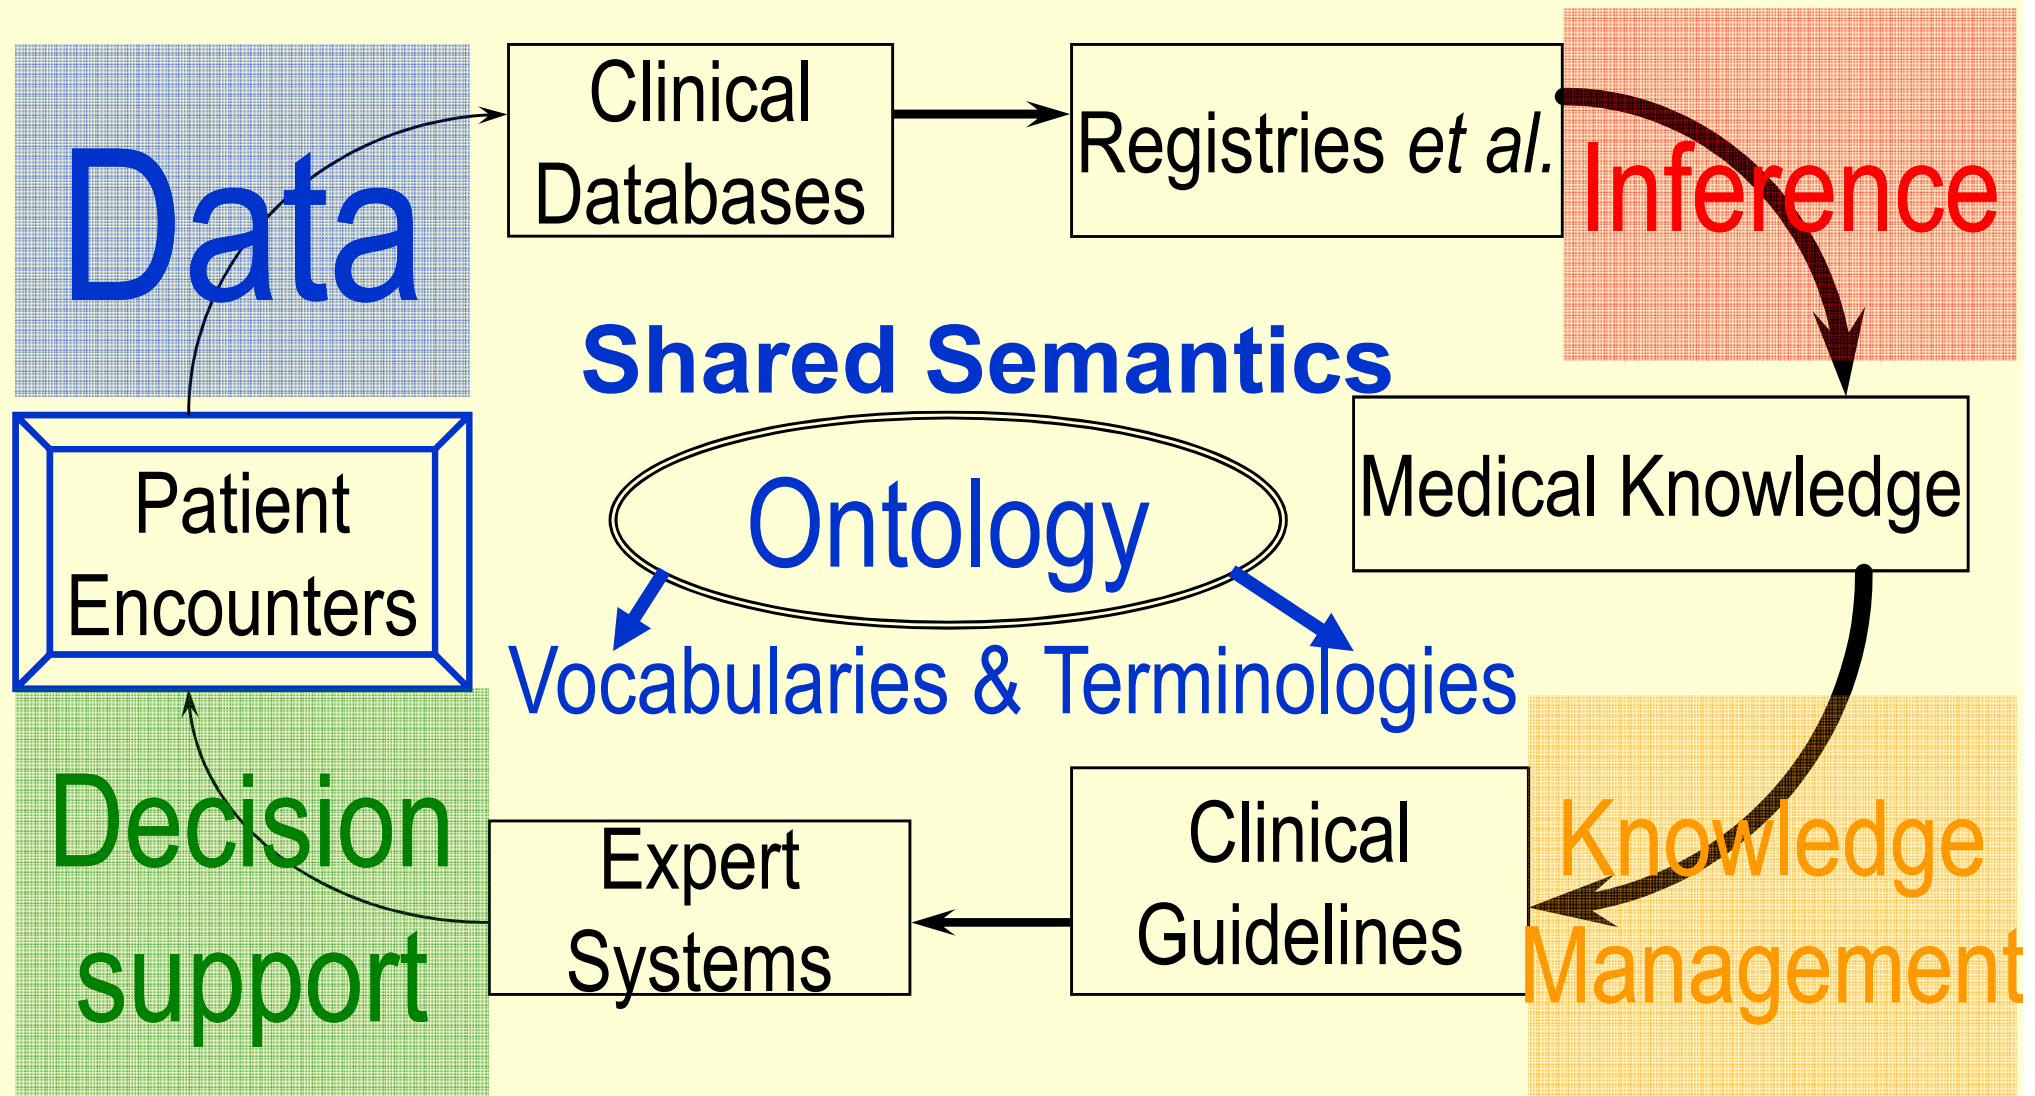 Data
Clinical
Databases
Registries et al.
Inference
Shared Semantics
Patient
Encounters
Ontology
Medical Knowledge
Vocabularies & Terminologies
Decision
support
Expert
Systems
Clinical
Guidelines
Knowledge
Management